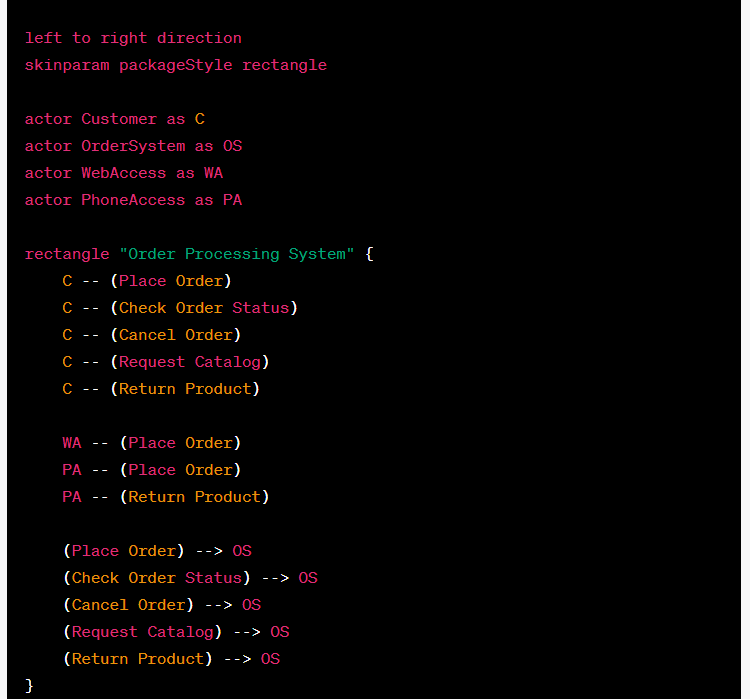 left to right direction
skinparam packageStyle rectangle
actor Customer as C
actor OrderSystem as OS
actor WebAccess as WA
actor PhoneAccess as PA
rectangle "Order Processing System" {
    C -- (Place Order)
    C -- (Check Order Status)
    C -- (Cancel Order)
    C -- (Request Catalog)
    C -- (Return Product)
    WA -- (Place Order)
    PA -- (Place Order)
    PA -- (Return Product)
    (Place Order) --> OS
    (Check Order Status) --> OS
    (Cancel Order) --> OS
    (Request Catalog) --> OS
    (Return Product) --> OS
}